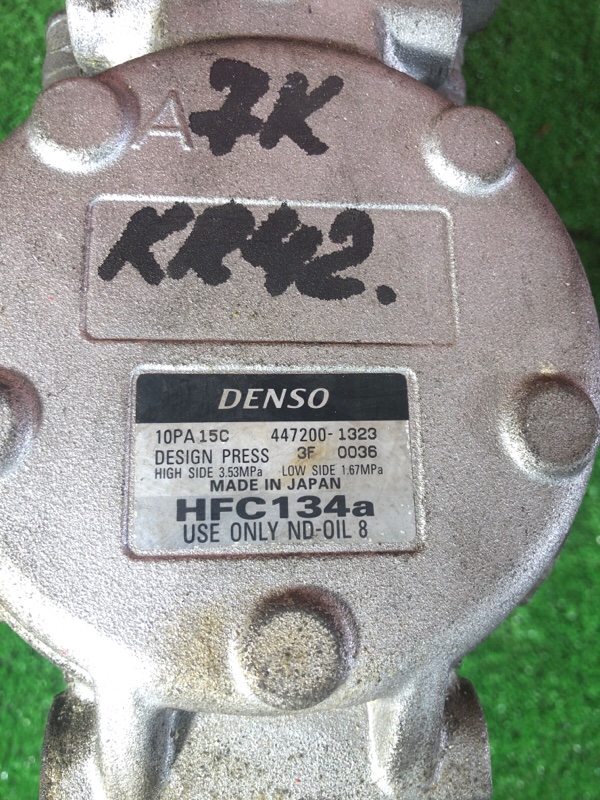 A 7K
KR42.
DENSO
10PA15C 447200-1323
DESIGN PRESS 3F 0036
HIGH SIDE 3.53MPa LOW SIDE 1.67MPa
MADE IN JAPAN
HFC134a
USE ONLY ND-OIL 8